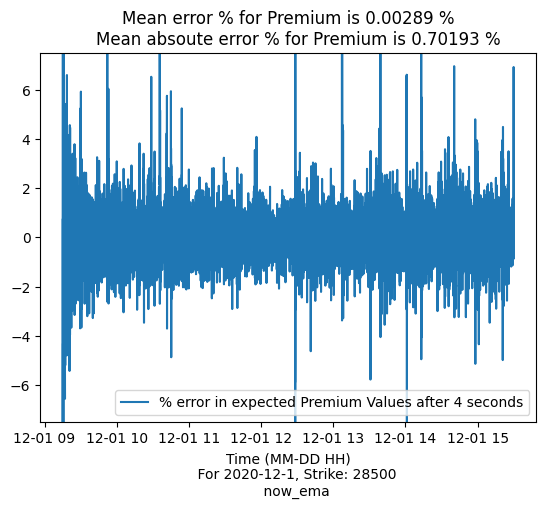 Mean error % for Premium is 0.00289 %
Mean absoute error % for Premium is 0.70193 %
6
4
2
0
−2
−4
−6
% error in expected Premium Values after 4 seconds
12-01 09 12-01 10 12-01 11 12-01 12 12-01 13 12-01 14 12-01 15
Time (MM-DD HH)
For 2020-12-1, Strike: 28500
now_ema